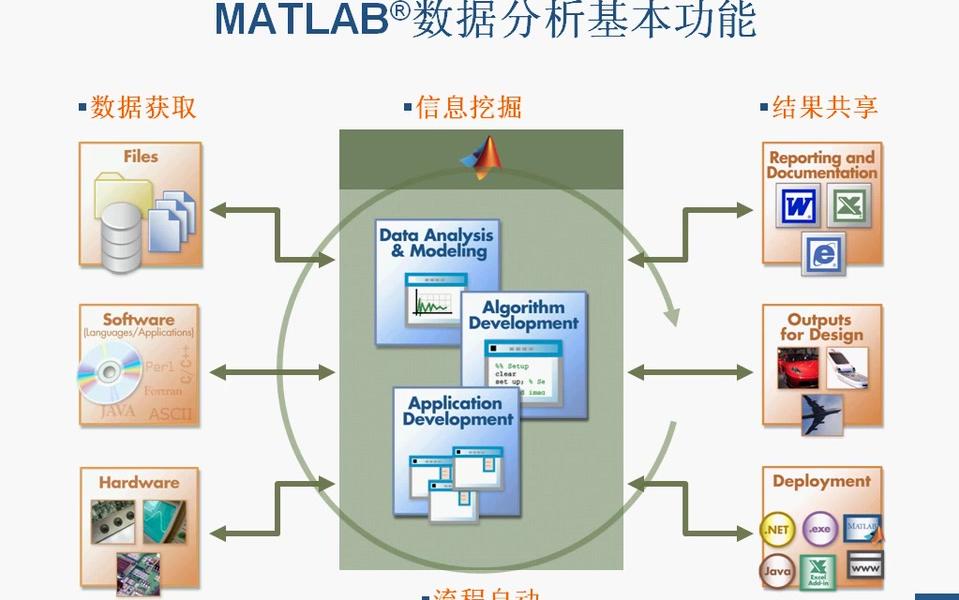 MATLAB®数据分析基本功能
▪数据获取
▪信息挖掘
▪结果共享
Files
Software
(Languages/Applications)
Perl
C/C++
Fortran
JAVA
ASCII
Hardware
Data Analysis
& Modeling
Algorithm
Development
%% Setup
clear
set up; % Se
Application
Development
Reporting and
Documentation
W
X
e
Outputs
for Design
Deployment
.NET
.exe
MATLAB
Java
Excel
Add-in
www
▪流程自动